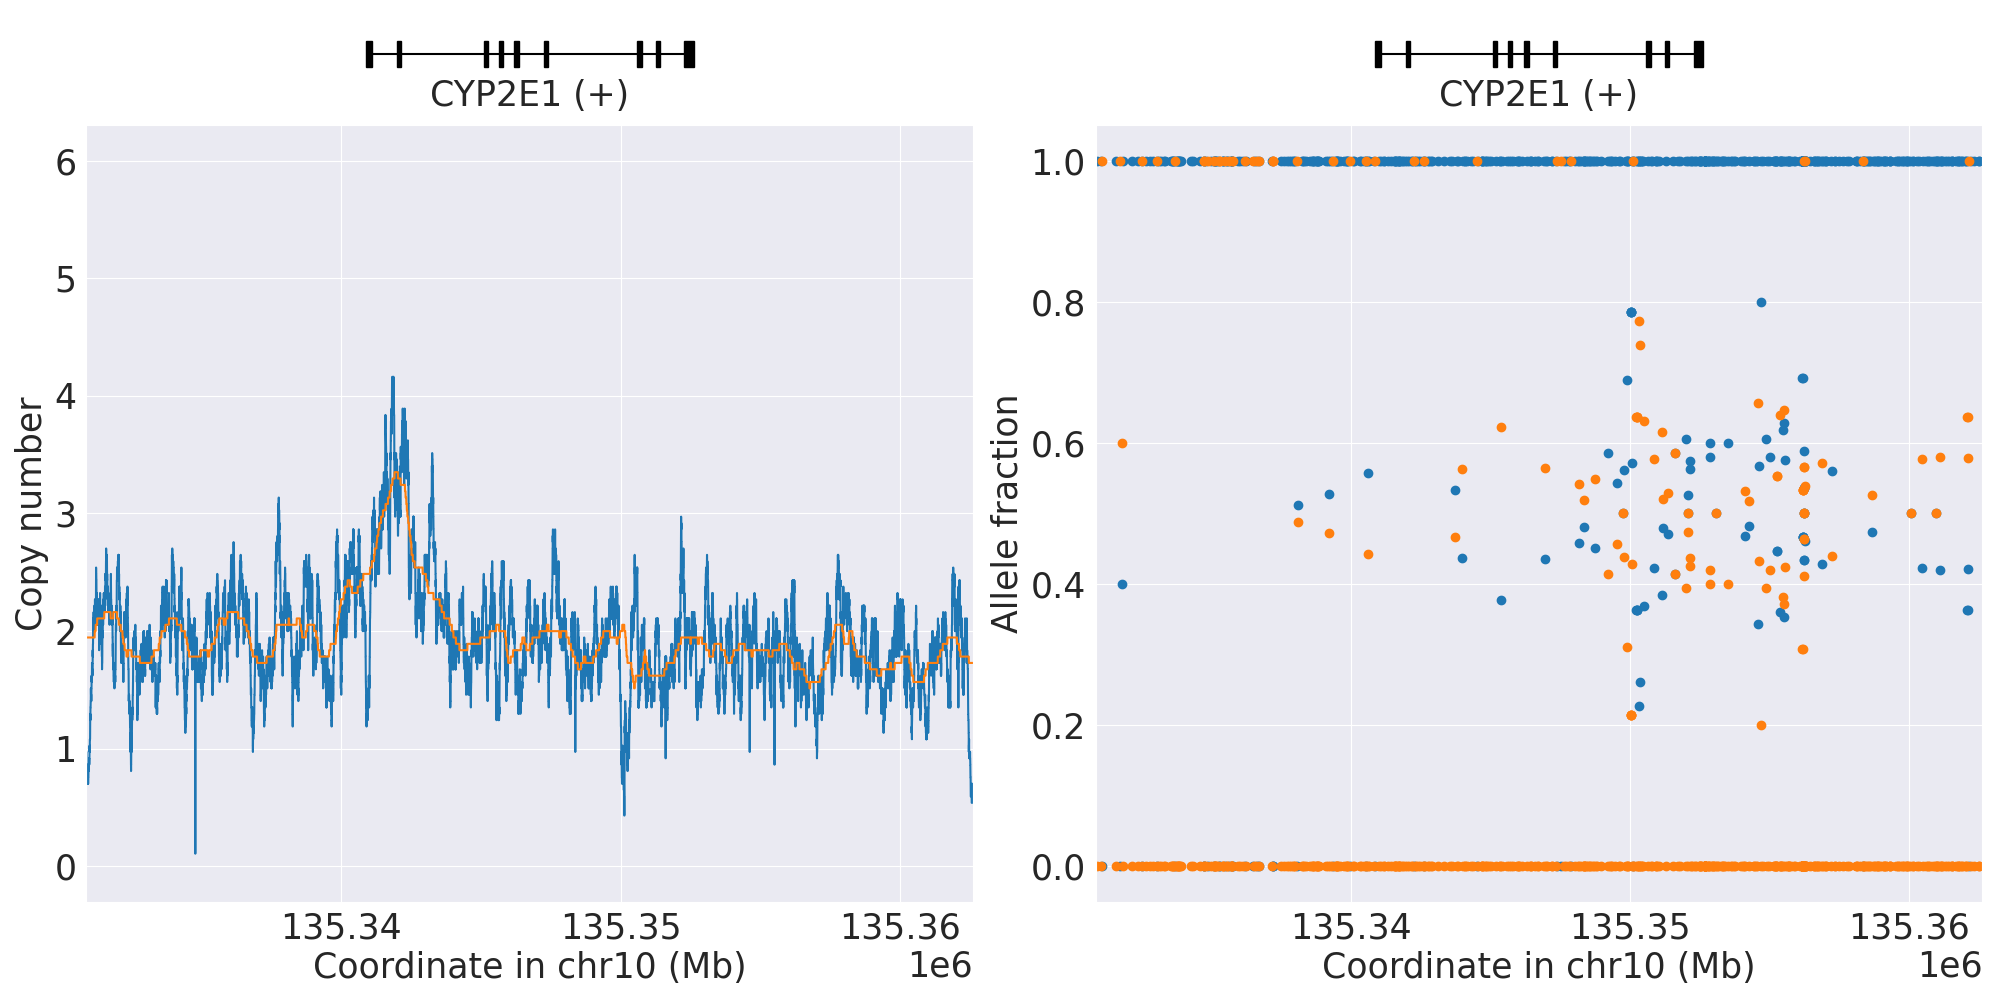 CYP2E1 (+)
6
5
4
3
2
1
0
Copy number
135.34
135.35
135.36
Coordinate in chr10 (Mb)
1e6
CYP2E1 (+)
1.0
0.8
0.6
0.4
0.2
0.0
Allele fraction
135.34
135.35
135.36
Coordinate in chr10 (Mb)
1e6